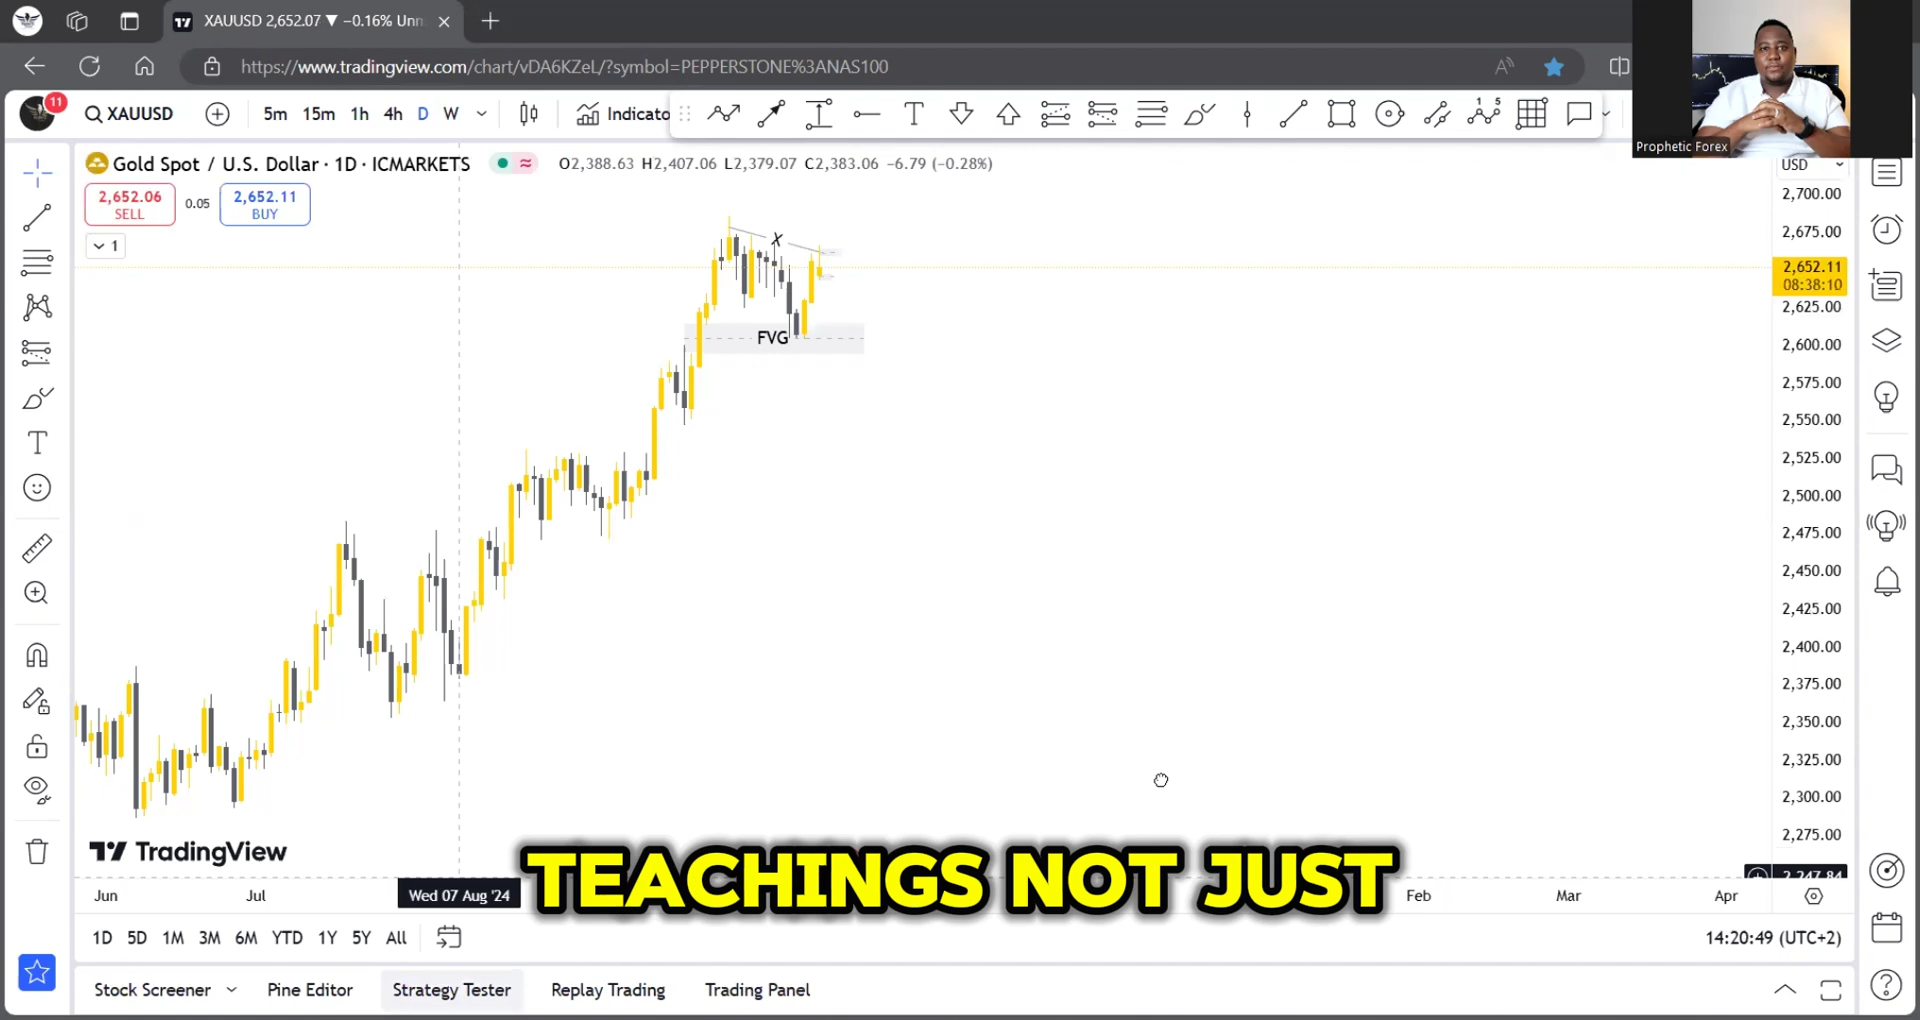 XAUUSD 2,652.07 ▼ −0.16% Unn
https://www.tradingview.com/chart/vDA6KZeL/?symbol=PEPPERSTONE%3ANAS100
11
XAUUSD 5m 15m 1h 4h D W Indicato
Prophetic Forex
Gold Spot / U.S. Dollar · 1D · ICMARKETS O2,388.63 H2,407.06 L2,379.07 C2,383.06 −6.79 (−0.28%)
USD
2,652.06
SELL
0.05
2,652.11
BUY
1
X
FVG
2,700.00
2,675.00
2,652.11
08:38:10
2,625.00
2,600.00
2,575.00
2,550.00
2,525.00
2,500.00
2,475.00
2,450.00
2,425.00
2,400.00
2,375.00
2,350.00
2,325.00
2,300.00
2,275.00
2,247.84
TradingView
TEACHINGS NOT JUST
Jun Jul Wed 07 Aug '24 Feb Mar Apr
1D 5D 1M 3M 6M YTD 1Y 5Y All 14:20:49 (UTC+2)
Stock Screener Pine Editor Strategy Tester Replay Trading Trading Panel